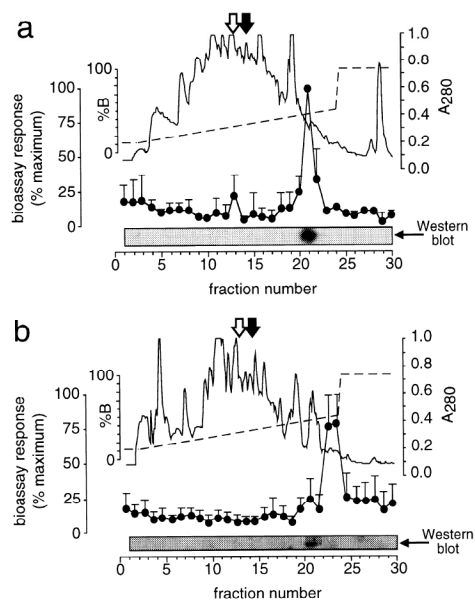 a
100
%B
0
1.0
0.8
0.6
0.4
0.2
0.0
A280
bioassay response
(% maximum)
100
75
50
25
0
Western
blot
0 5 10 15 20 25 30
fraction number
b
100
%B
0
1.0
0.8
0.6
0.4
0.2
0.0
A280
bioassay response
(% maximum)
100
75
50
25
0
Western
blot
0 5 10 15 20 25 30
fraction number